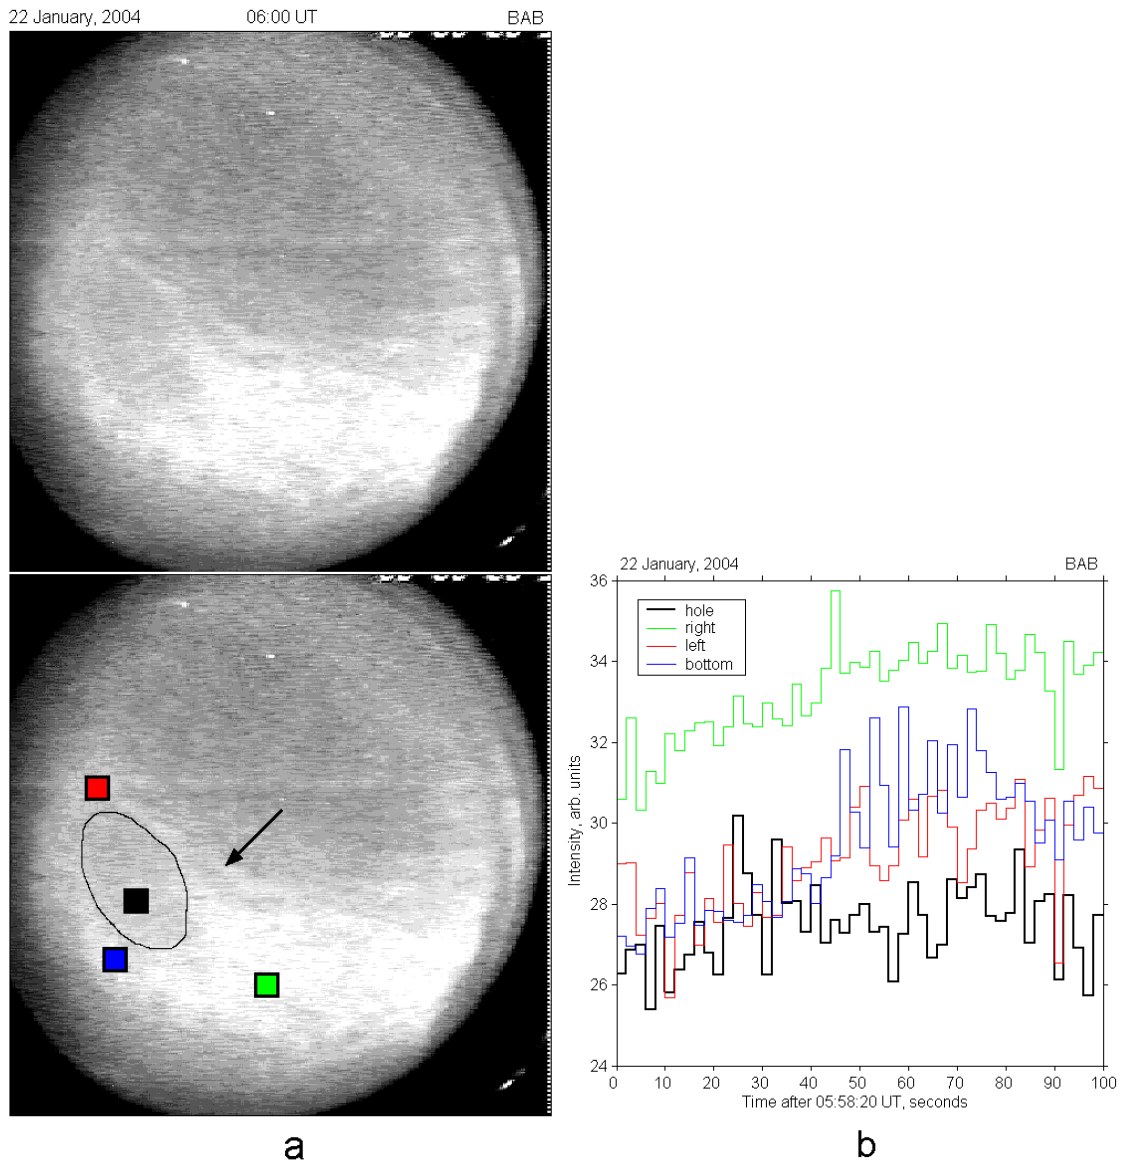 22 January, 2004 06:00 UT BAB
22 January, 2004 BAB
36
34
32
30
28
26
24
Intensity, arb. units
hole
right
left
bottom
0 10 20 30 40 50 60 70 80 90 100
Time after 05:58:20 UT, seconds
a b